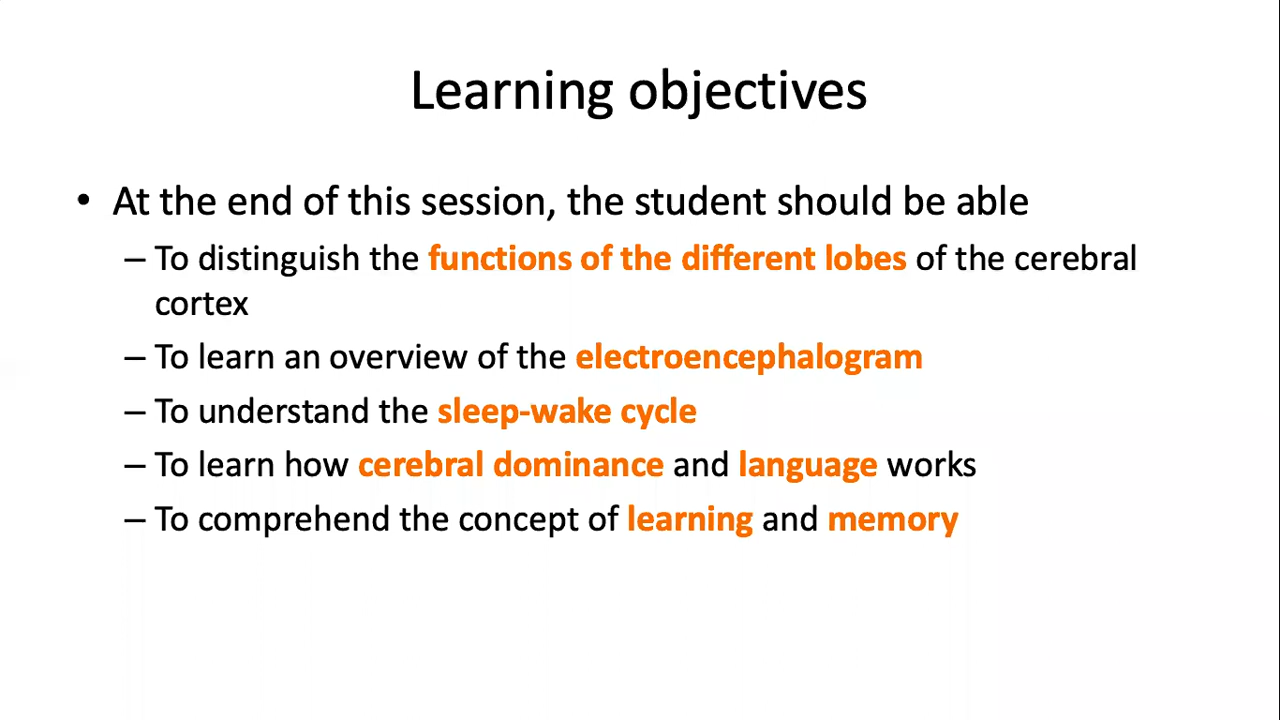 Learning objectives
• At the end of this session, the student should be able
– To distinguish the functions of the different lobes of the cerebral
cortex
– To learn an overview of the electroencephalogram
– To understand the sleep-wake cycle
– To learn how cerebral dominance and language works
– To comprehend the concept of learning and memory